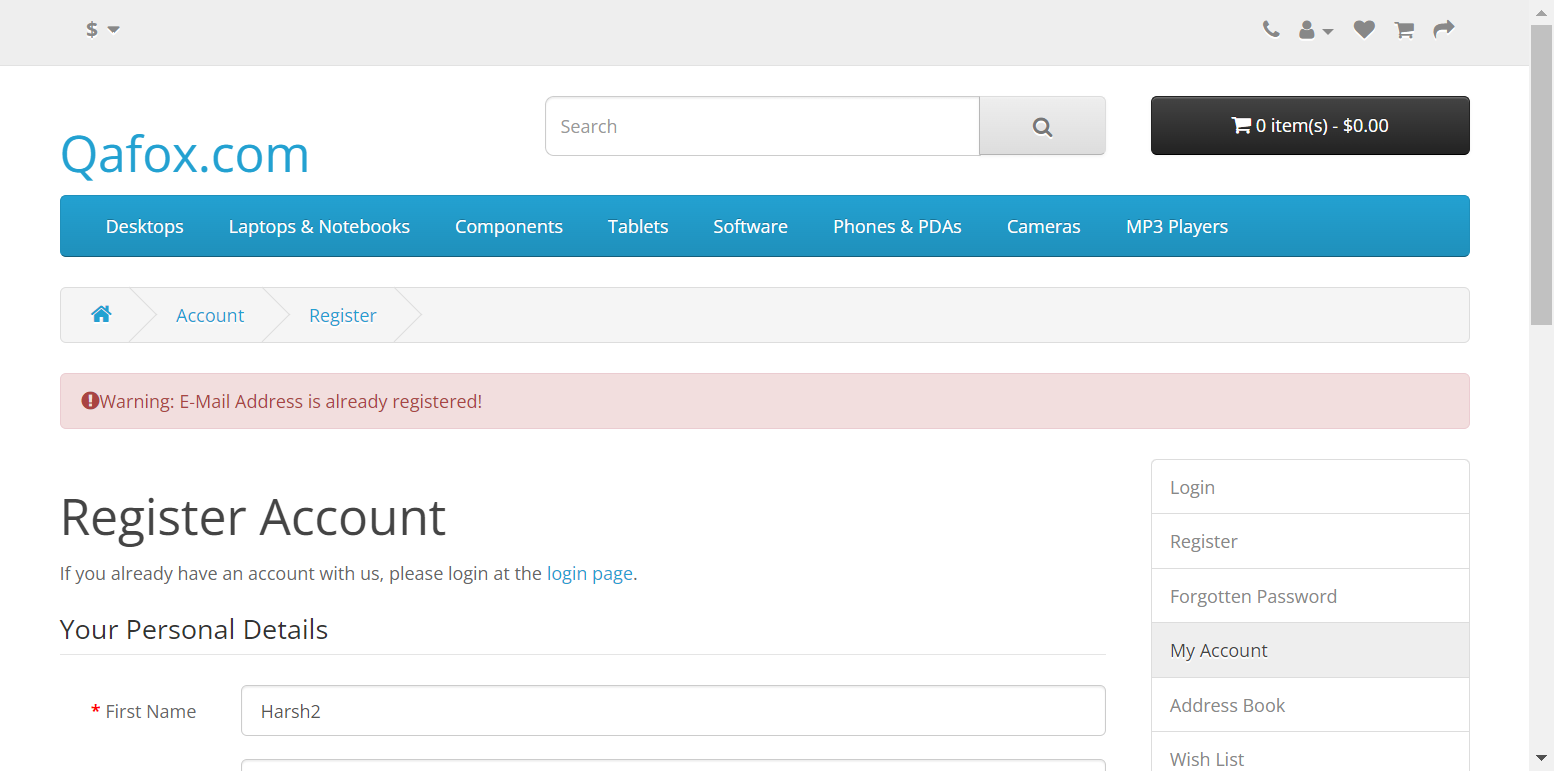 $
Search
0 item(s) - $0.00
Qafox.com
Desktops Laptops & Notebooks Components Tablets Software Phones & PDAs Cameras MP3 Players
Account Register
Warning: E-Mail Address is already registered!
Register Account
If you already have an account with us, please login at the login page.
Your Personal Details
* First Name Harsh2
Login
Register
Forgotten Password
My Account
Address Book
Wish List